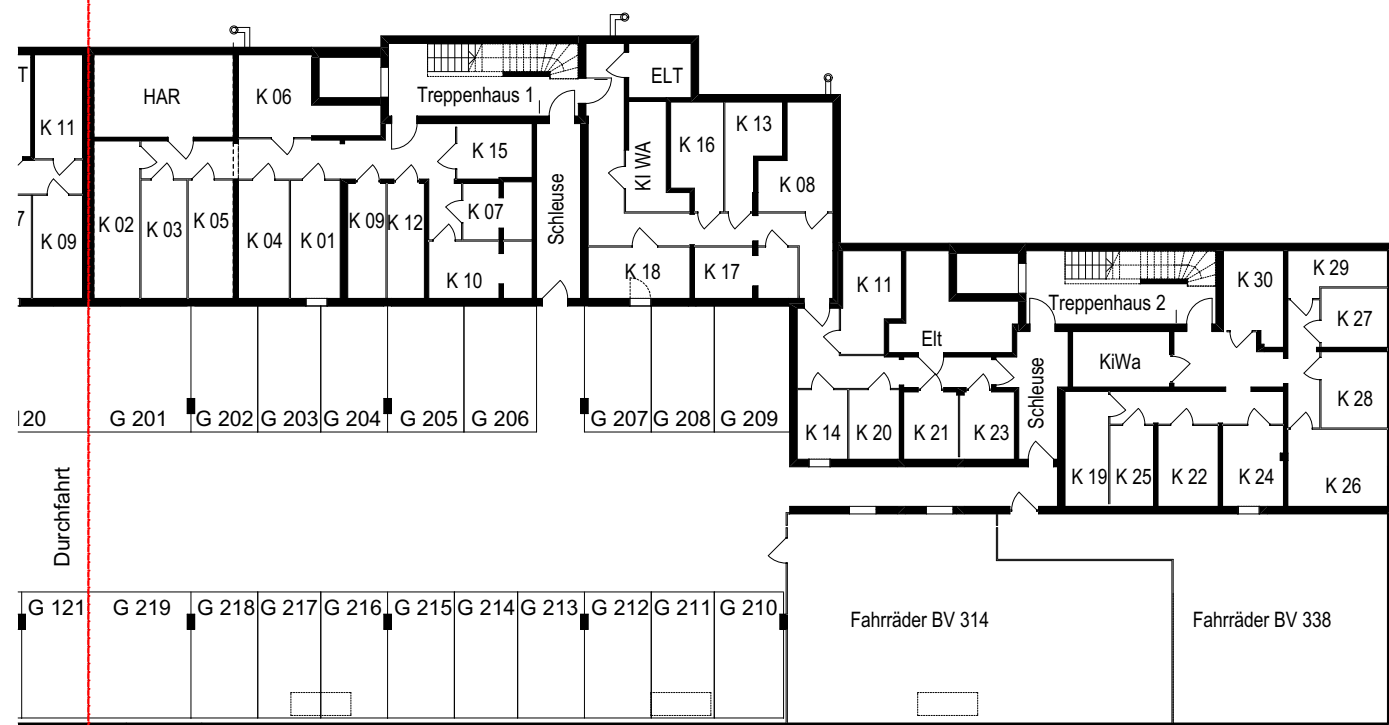 T
K 11
HAR
K 06
Treppenhaus 1
ELT
K 15
KI WA
K 16
K 13
K 08
7
K 09
K 02
K 03
K 05
K 04
K 01
K 09
K 12
K 07
K 10
Schleuse
K 18
K 17
K 11
Elt
Treppenhaus 2
K 30
K 29
K 27
KiWa
K 28
Schleuse
K 14
K 20
K 21
K 23
K 19
K 25
K 22
K 24
K 26
120
G 201
G 202
G 203
G 204
G 205
G 206
G 207
G 208
G 209
Durchfahrt
G 121
G 219
G 218
G 217
G 216
G 215
G 214
G 213
G 212
G 211
G 210
Fahrräder BV 314
Fahrräder BV 338